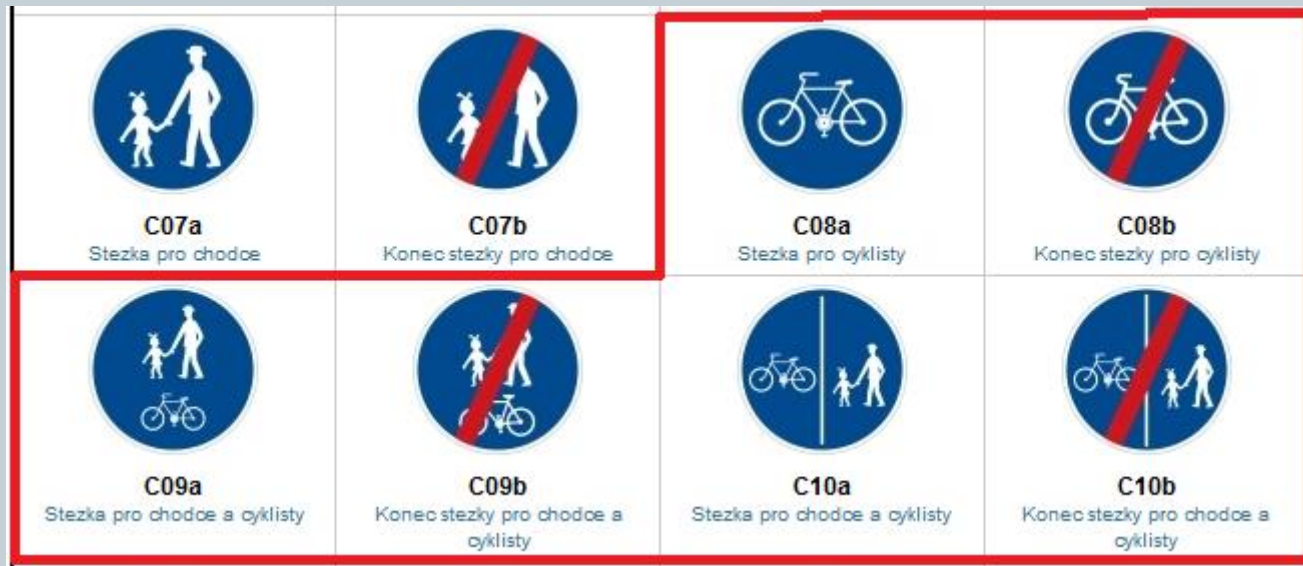 C07a
Stezka pro chodce
C07b
Konec stezky pro chodce
C08a
Stezka pro cyklisty
C08b
Konec stezky pro cyklisty
C09a
Stezka pro chodce a cyklisty
C09b
Konec stezky pro chodce a
cyklisty
C10a
Stezka pro chodce a cyklisty
C10b
Konec stezky pro chodce a
cyklisty